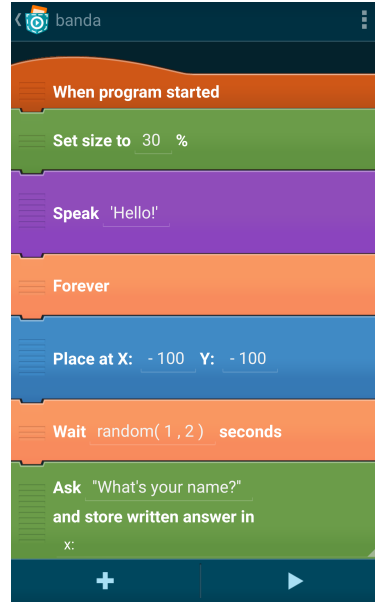 banda
When program started
Set size to 30 %
Speak 'Hello!'
Forever
Place at X: - 100 Y: - 100
Wait random( 1 , 2 ) seconds
Ask "What's your name?"
and store written answer in
x: